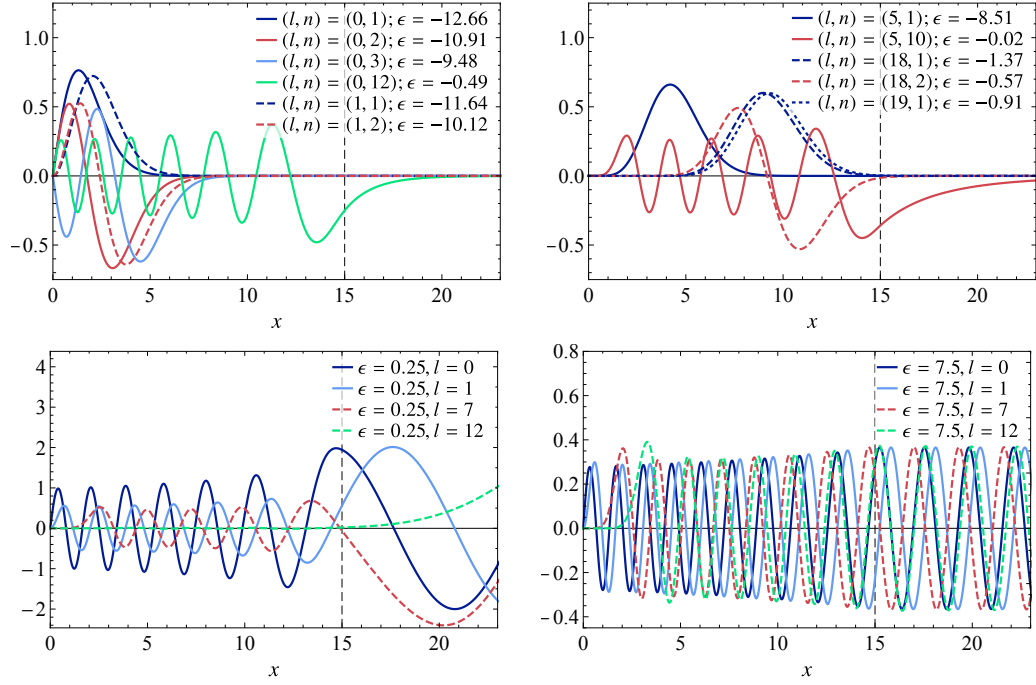 (l, n) = (0, 1); ϵ = −12.66
(l, n) = (0, 2); ϵ = −10.91
(l, n) = (0, 3); ϵ = −9.48
(l, n) = (0, 12); ϵ = −0.49
(l, n) = (1, 1); ϵ = −11.64
(l, n) = (1, 2); ϵ = −10.12
1.0
0.5
0.0
−0.5
0 5 10 15 20
x
(l, n) = (5, 1); ϵ = −8.51
(l, n) = (5, 10); ϵ = −0.02
(l, n) = (18, 1); ϵ = −1.37
(l, n) = (18, 2); ϵ = −0.57
(l, n) = (19, 1); ϵ = −0.91
1.0
0.5
0.0
−0.5
0 5 10 15 20
x
0 5 10 15 20
ϵ = 0.25, l = 0
ϵ = 0.25, l = 1
ϵ = 0.25, l = 7
ϵ = 0.25, l = 12
4
3
2
1
0
−1
−2
x
0 5 10 15 20
ϵ = 7.5, l = 0
ϵ = 7.5, l = 1
ϵ = 7.5, l = 7
ϵ = 7.5, l = 12
0.8
0.6
0.4
0.2
0.0
−0.2
−0.4
x